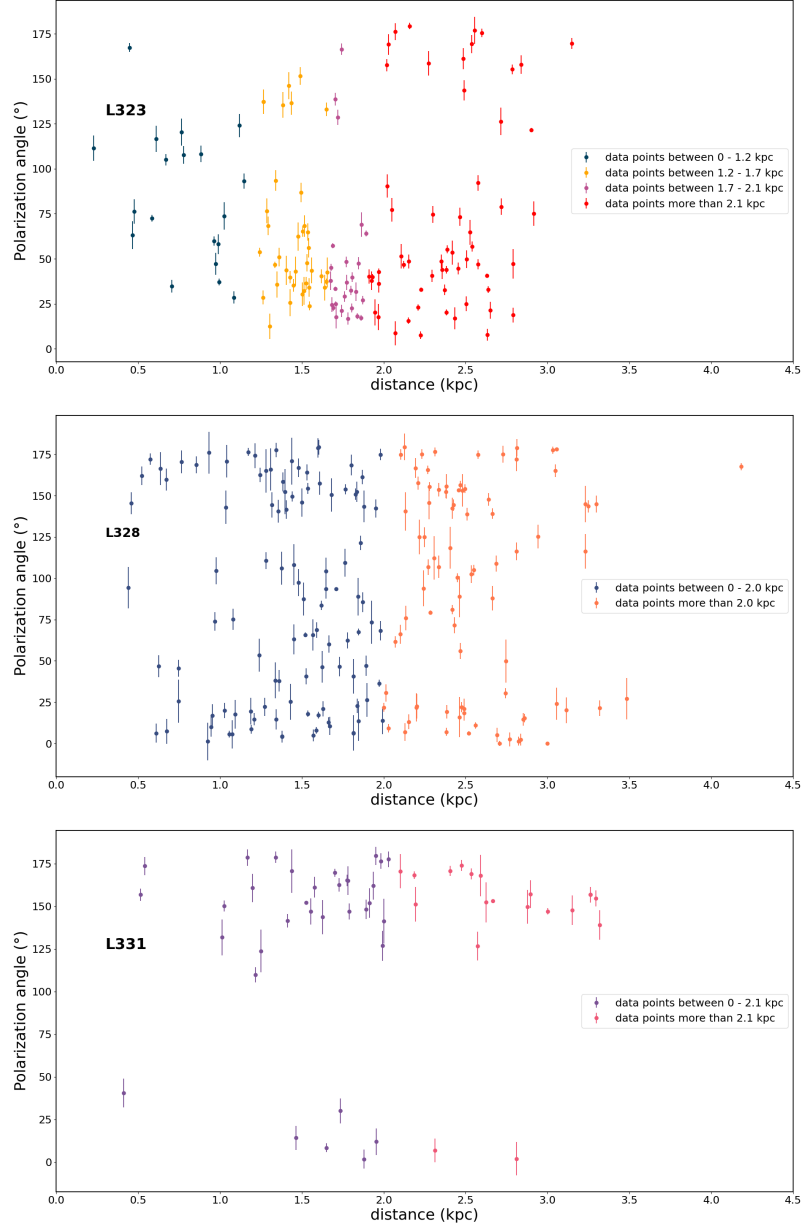 175
150
125
100
75
50
25
0
Polarization angle (°)
L323
data points between 0 - 1.2 kpc
data points between 1.2 - 1.7 kpc
data points between 1.7 - 2.1 kpc
data points more than 2.1 kpc
0.0 0.5 1.0 1.5 2.0 2.5 3.0 3.5 4.0 4.5
distance (kpc)
175
150
125
100
75
50
25
0
Polarization angle (°)
L328
data points between 0 - 2.0 kpc
data points more than 2.0 kpc
0.0 0.5 1.0 1.5 2.0 2.5 3.0 3.5 4.0 4.5
distance (kpc)
175
150
125
100
75
50
25
0
Polarization angle (°)
L331
data points between 0 - 2.1 kpc
data points more than 2.1 kpc
0.0 0.5 1.0 1.5 2.0 2.5 3.0 3.5 4.0 4.5
distance (kpc)